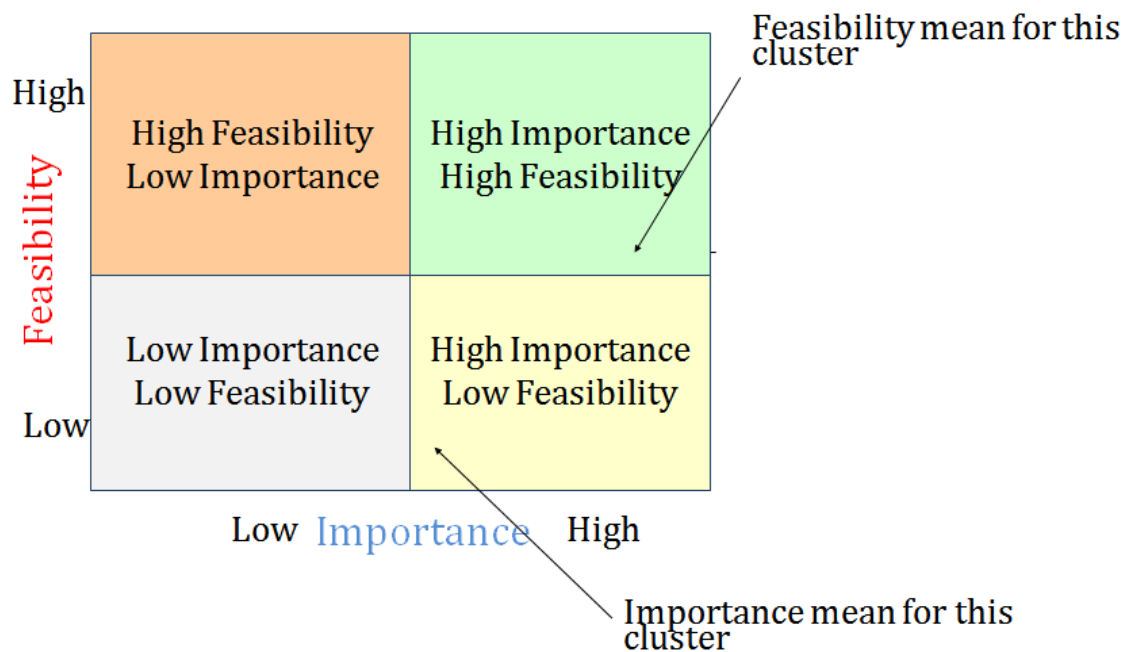 Feasibility mean for this
cluster
High
High Feasibility
Low Importance
High Importance
High Feasibility
Feasibility
Low Importance
Low Feasibility
High Importance
Low Feasibility
Low
Low
Importance
High
Importance mean for this
cluster